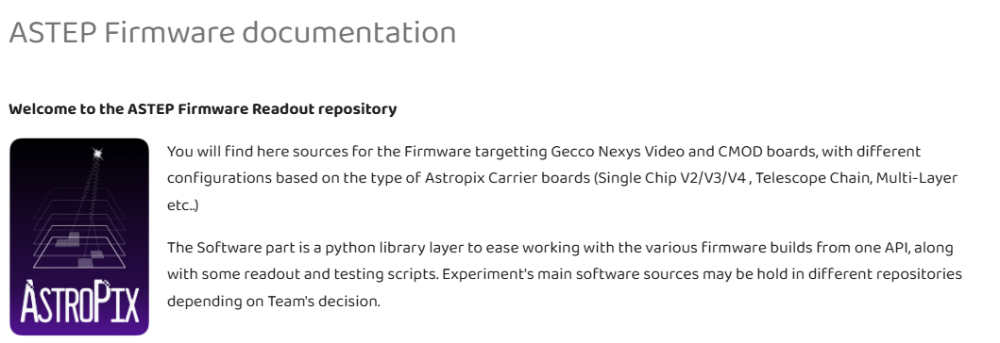 ASTEP Firmware documentation
Welcome to the ASTEP Firmware Readout repository
You will find here sources for the Firmware targetting Gecco Nexys Video and CMOD boards, with different
configurations based on the type of Astropix Carrier boards (Single Chip V2/V3/V4 , Telescope Chain, Multi-Layer
etc..)
The Software part is a python library layer to ease working with the various firmware builds from one API, along
with some readout and testing scripts. Experiment's main software sources may be hold in different repositories
depending on Team's decision.
ASTROPIX